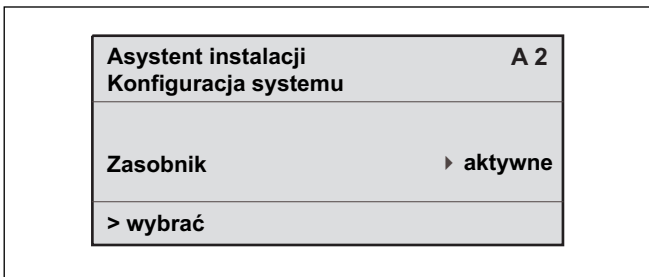 Asystent instalacji A 2
Konfiguracja systemu
Zasobnik aktywne
> wybrać